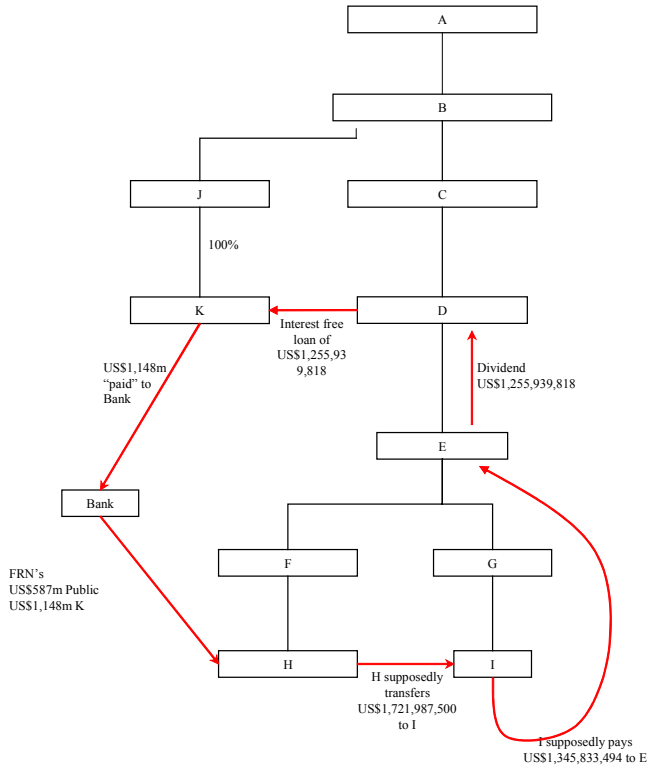 A
B
J
C
100%
K
D
Interest free
loan of
US$1,255,93
9,818
US$1,148m
“paid” to
Bank
Dividend
US$1,255,939,818
E
Bank
F
G
FRN’s
US$587m Public
US$1,148m K
H
I
H supposedly
transfers
US$1,721,987,500
to I
I supposedly pays
US$1,345,833,494 to E